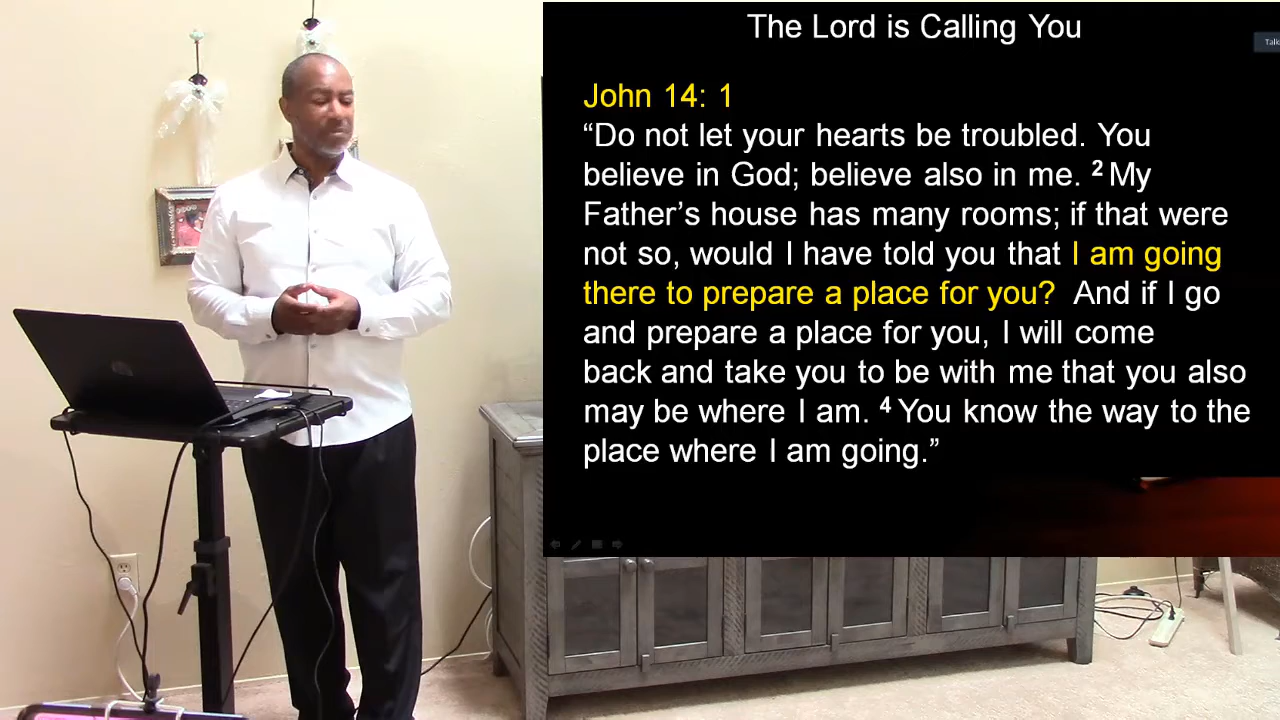 The Lord is Calling You
Talk
John 14: 1
“Do not let your hearts be troubled. You
believe in God; believe also in me. ² My
Father’s house has many rooms; if that were
not so, would I have told you that I am going
there to prepare a place for you?  And if I go
and prepare a place for you, I will come
back and take you to be with me that you also
may be where I am. ⁴ You know the way to the
place where I am going.”